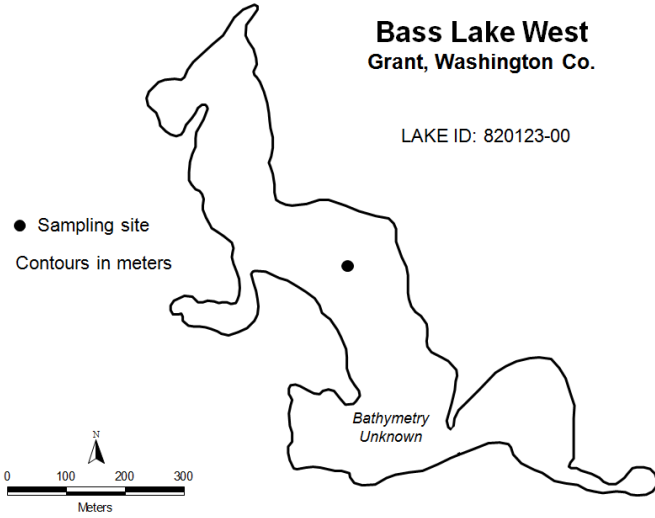 Bass Lake West
Grant, Washington Co.
LAKE ID: 820123-00
Sampling site
Contours in meters
Bathymetry
Unknown
N
0 100 200 300
Meters